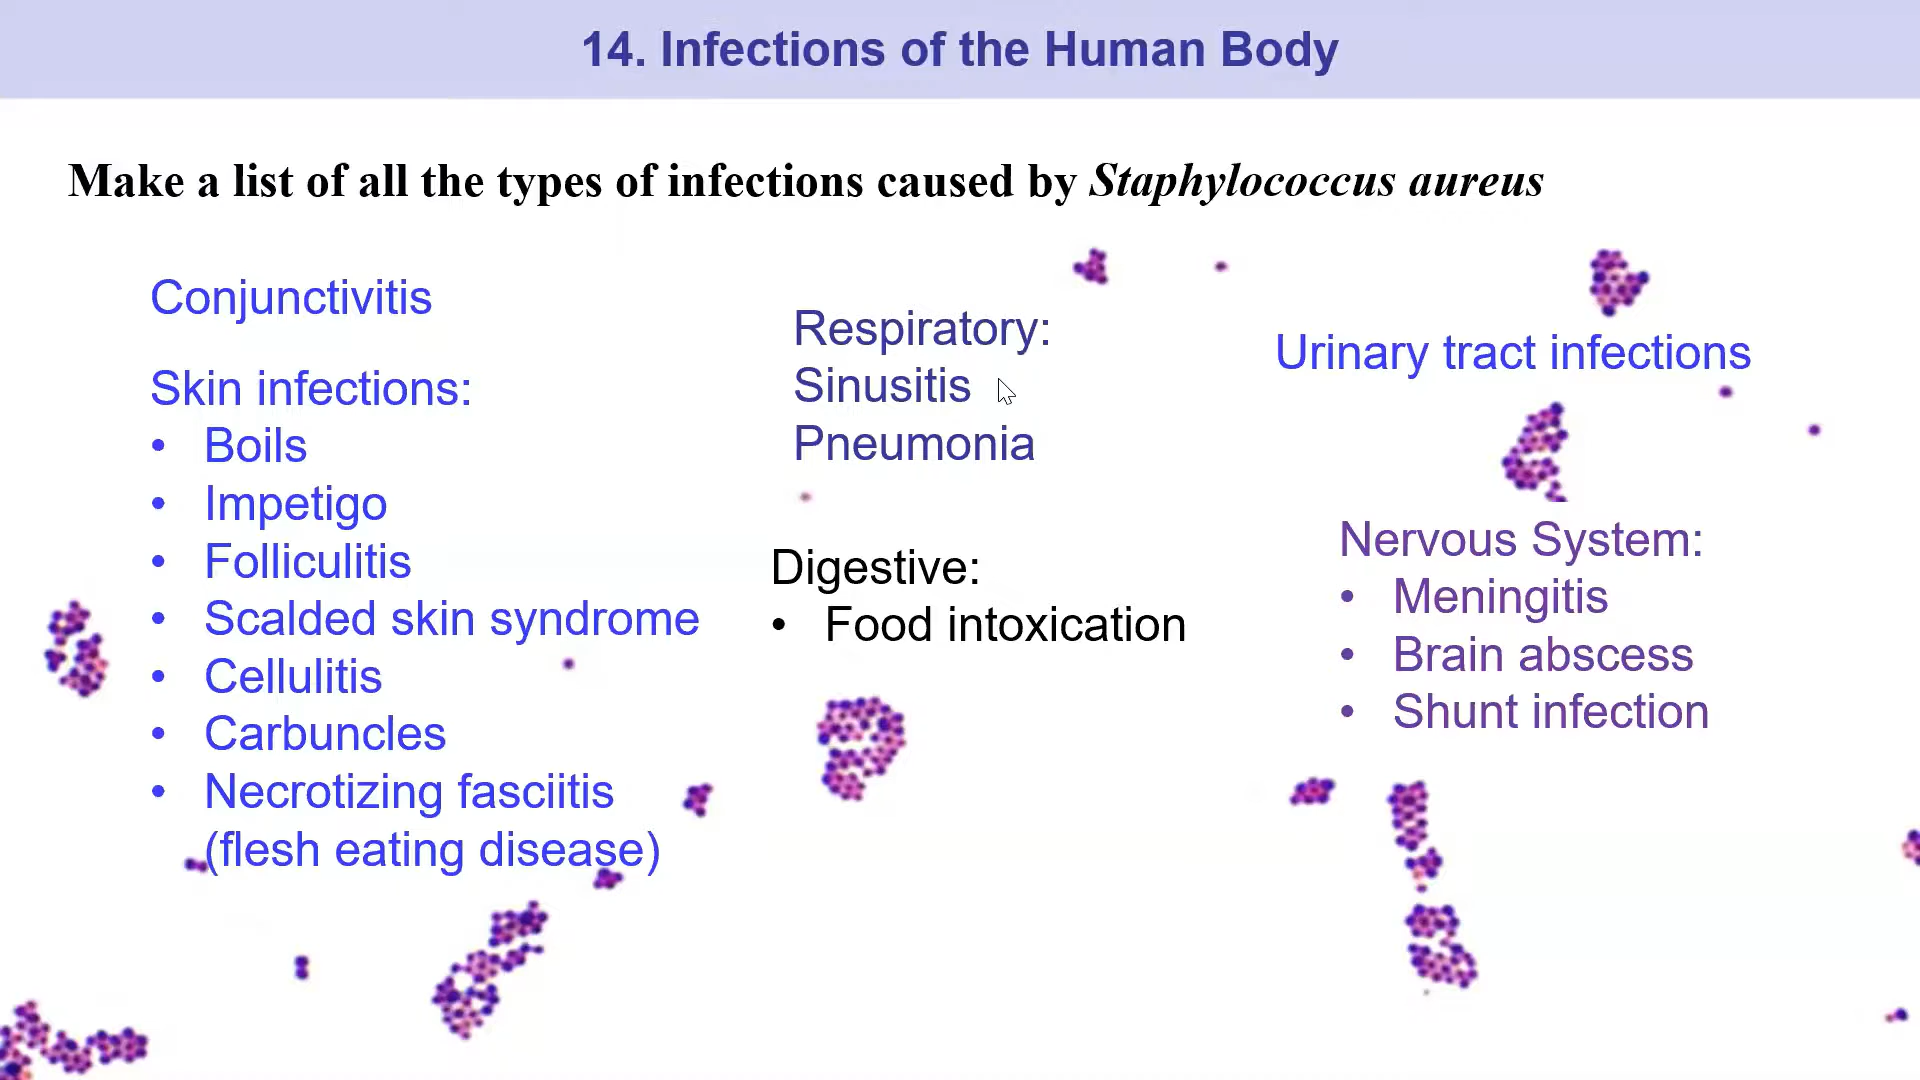 14. Infections of the Human Body
Make a list of all the types of infections caused by Staphylococcus aureus
Conjunctivitis
Skin infections:
• Boils
• Impetigo
• Folliculitis
• Scalded skin syndrome
• Cellulitis
• Carbuncles
• Necrotizing fasciitis
(flesh eating disease)
Respiratory:
Sinusitis
Pneumonia
Digestive:
• Food intoxication
Urinary tract infections
Nervous System:
• Meningitis
• Brain abscess
• Shunt infection